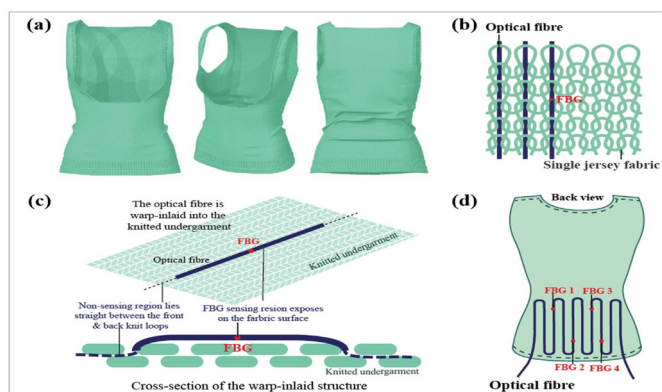 (a)
(b)
Optical fibre
FBG
Single jersey fabric
(c)
The optical fibre is
warp-inlaid into the
knitted undergarment
FBG
Optical fibre
Knitted undergarment
Non-sensing region lies
straight between the front
& back knit loops
FBG sensing resion exposes
on the farbric surface
FBG
Knitted undergarment
Cross-section of the warp-inlaid structure
(d)
Back view
FBG 1
FBG 3
FBG 2
FBG 4
Optical fibre